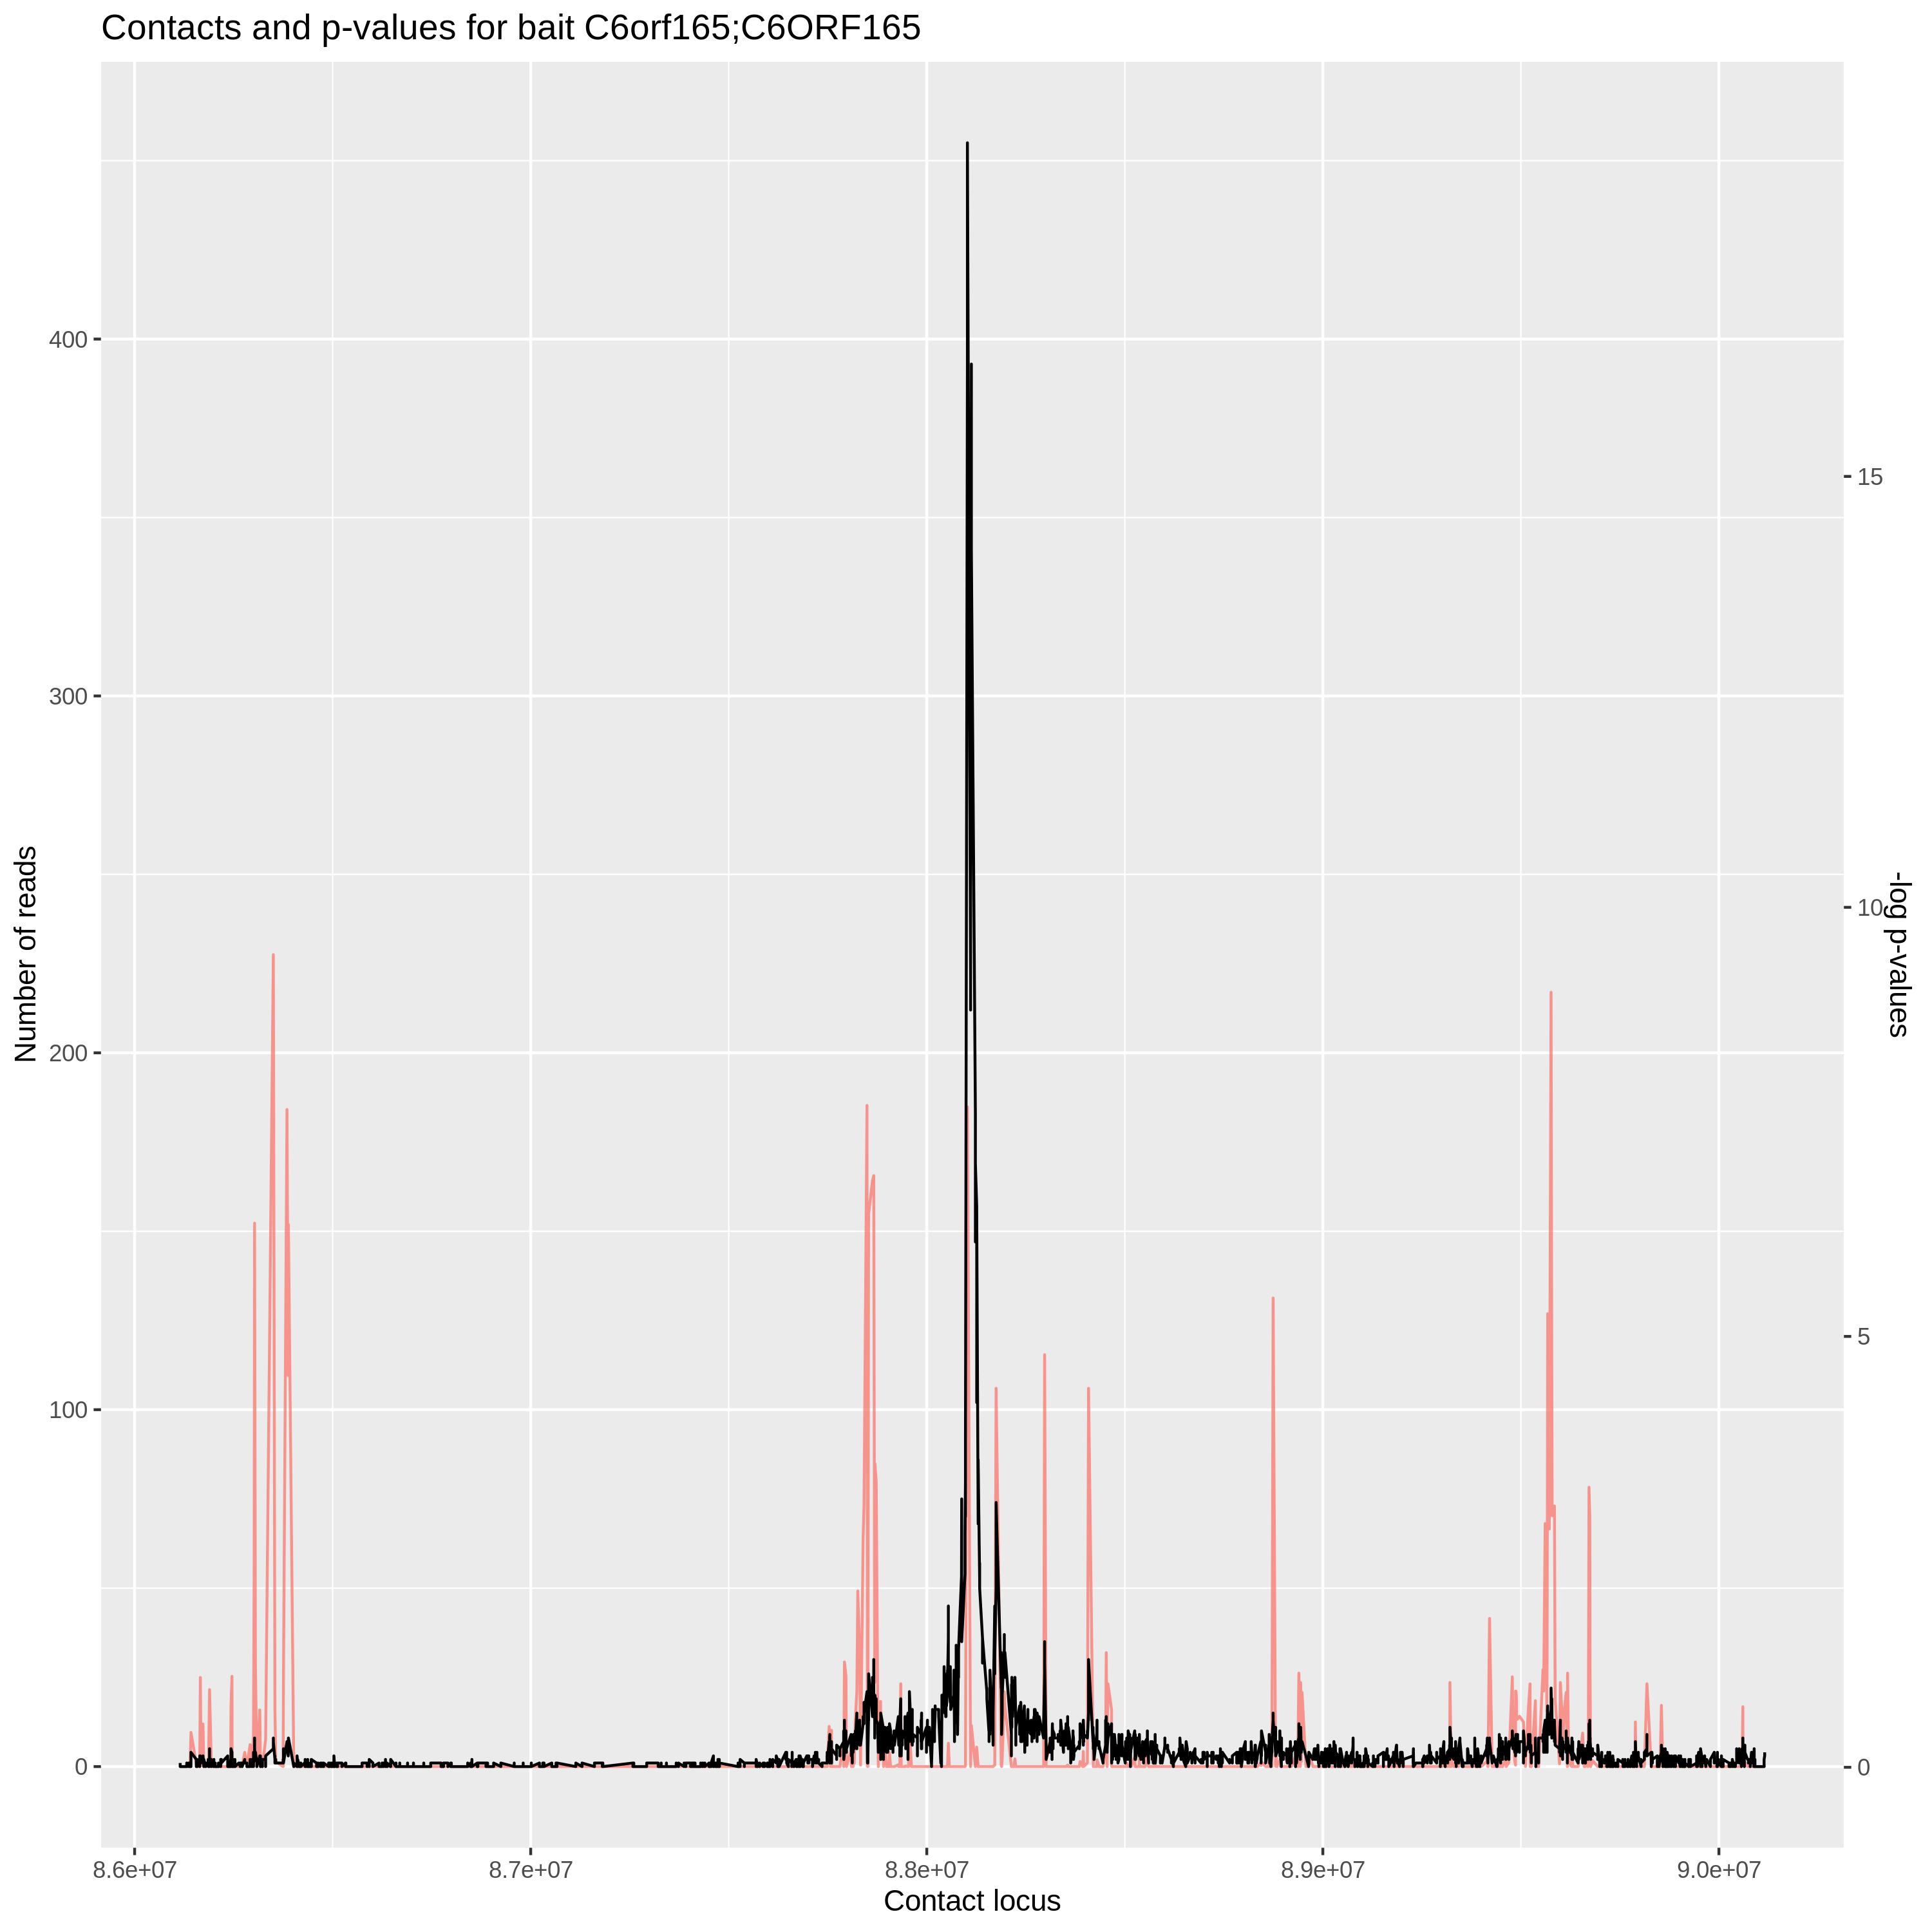 Contacts and p-values for bait C6orf165;C6ORF165
400
300
200
100
0
Number of reads
15
10
5
0
-log p-values
8.6e+07
8.7e+07
8.8e+07
8.9e+07
9.0e+07
Contact locus